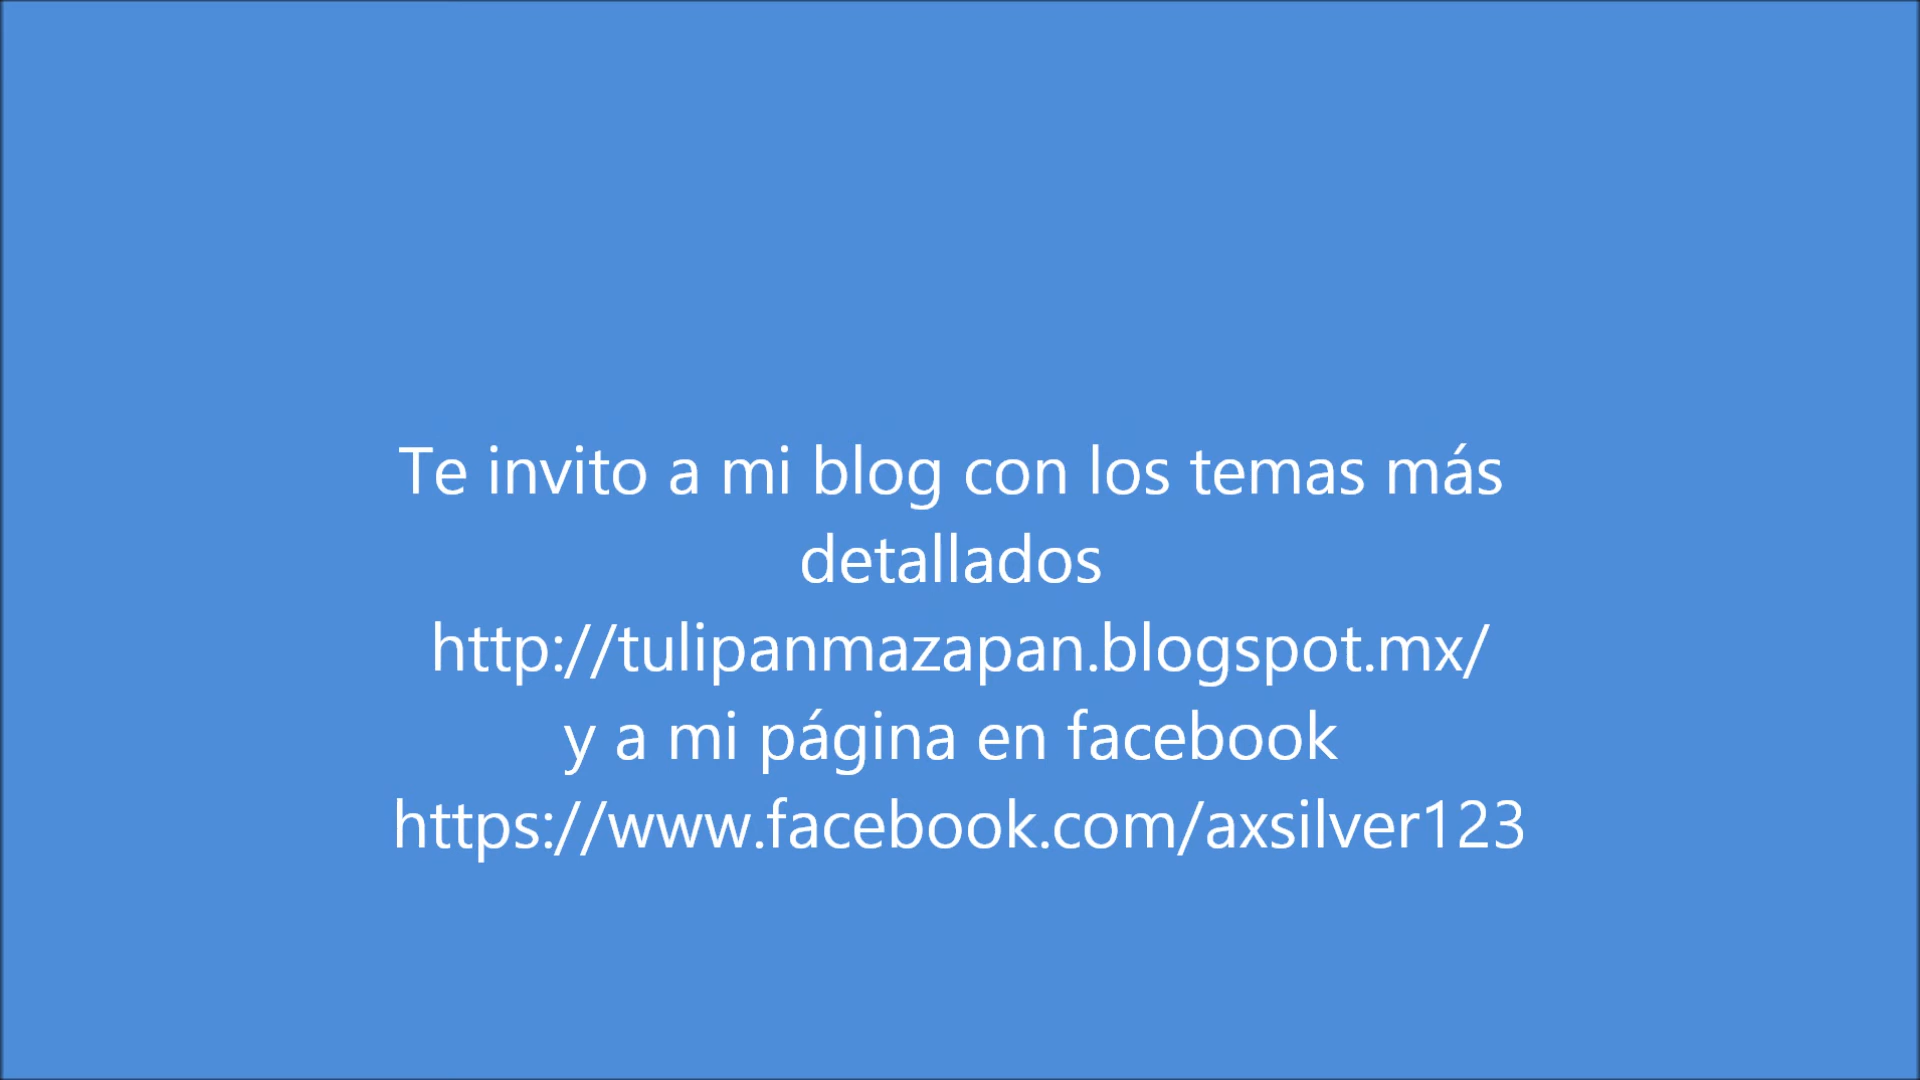 Te invito a mi blog con los temas más
detallados
http://tulipanmazapan.blogspot.mx/
y a mi página en facebook
https://www.facebook.com/axsilver123